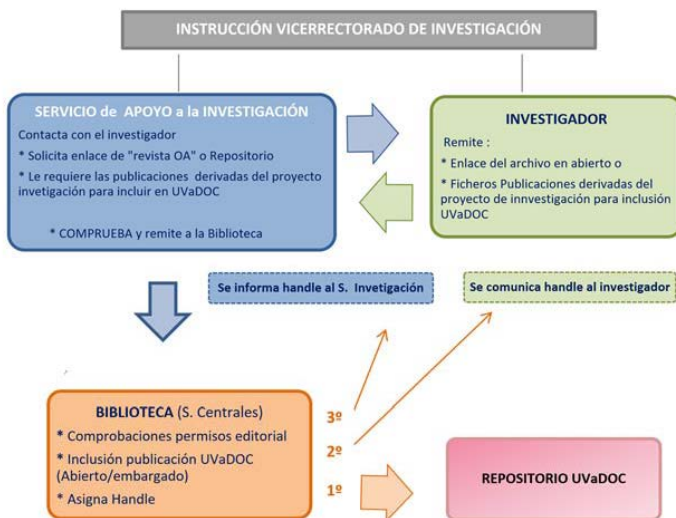 INSTRUCCIÓN VICERRECTORADO DE INVESTIGACIÓN
SERVICIO de APOYO a la INVESTIGACIÓN
Contacta con el investigador
* Solicita enlace de "revista OA" o Repositorio
* Le requiere las publicaciones derivadas del proyecto
invetigación para incluir en UVaDOC
* COMPRUEBA y remite a la Biblioteca
INVESTIGADOR
Remite :
* Enlace del archivo en abierto o
* Ficheros Publicaciones derivadas del
proyecto de innvestigación para inclusión
UVaDOC
Se informa handle al S. Invetigación
Se comunica handle al investigador
BIBLIOTECA (S. Centrales)
* Comprobaciones permisos editorial
* Inclusión publicación UVaDOC
(Abierto/embargado)
* Asigna Handle
3º
2º
1º
REPOSITORIO UVaDOC